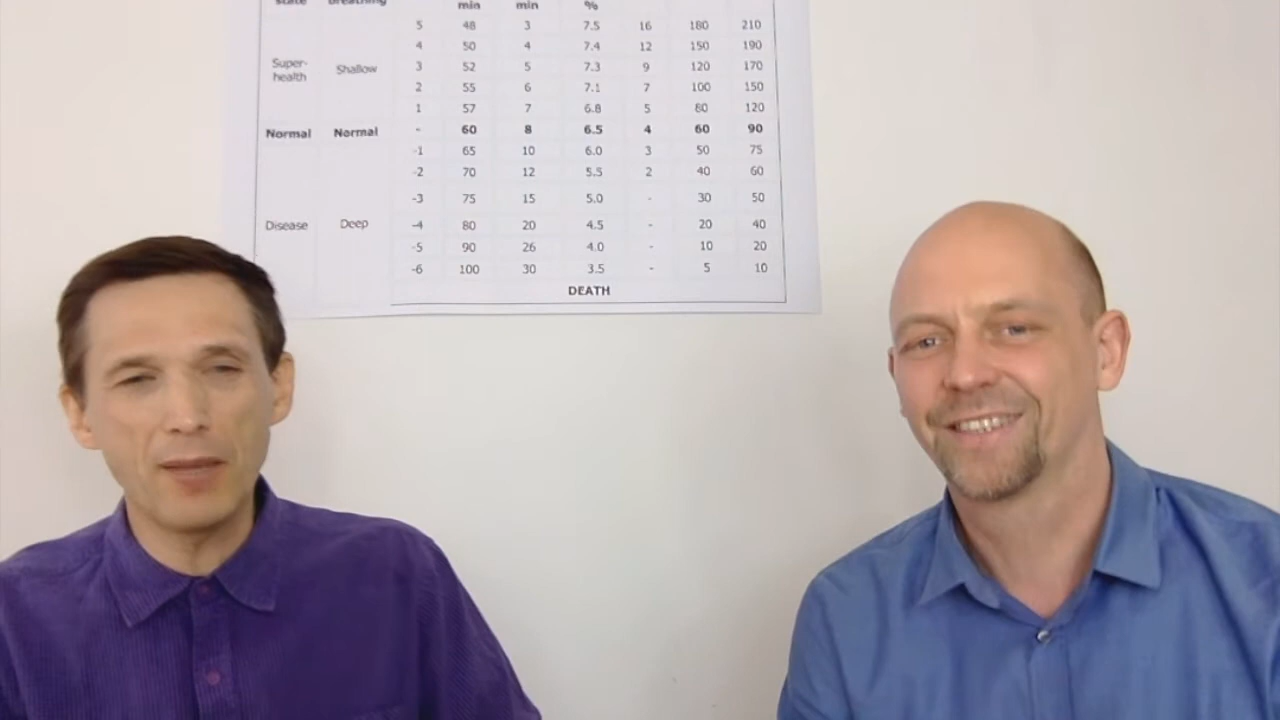 state breathing min min %
5 48 3 7.5 16 180 210
4 50 4 7.4 12 150 190
Super-health Shallow 3 52 5 7.3 9 120 170
2 55 6 7.1 7 100 150
1 57 7 6.8 5 80 120
Normal Normal - 60 8 6.5 4 60 90
-1 65 10 6.0 3 50 75
-2 70 12 5.5 2 40 60
-3 75 15 5.0 - 30 50
Disease Deep -4 80 20 4.5 - 20 40
-5 90 26 4.0 - 10 20
-6 100 30 3.5 - 5 10
DEATH